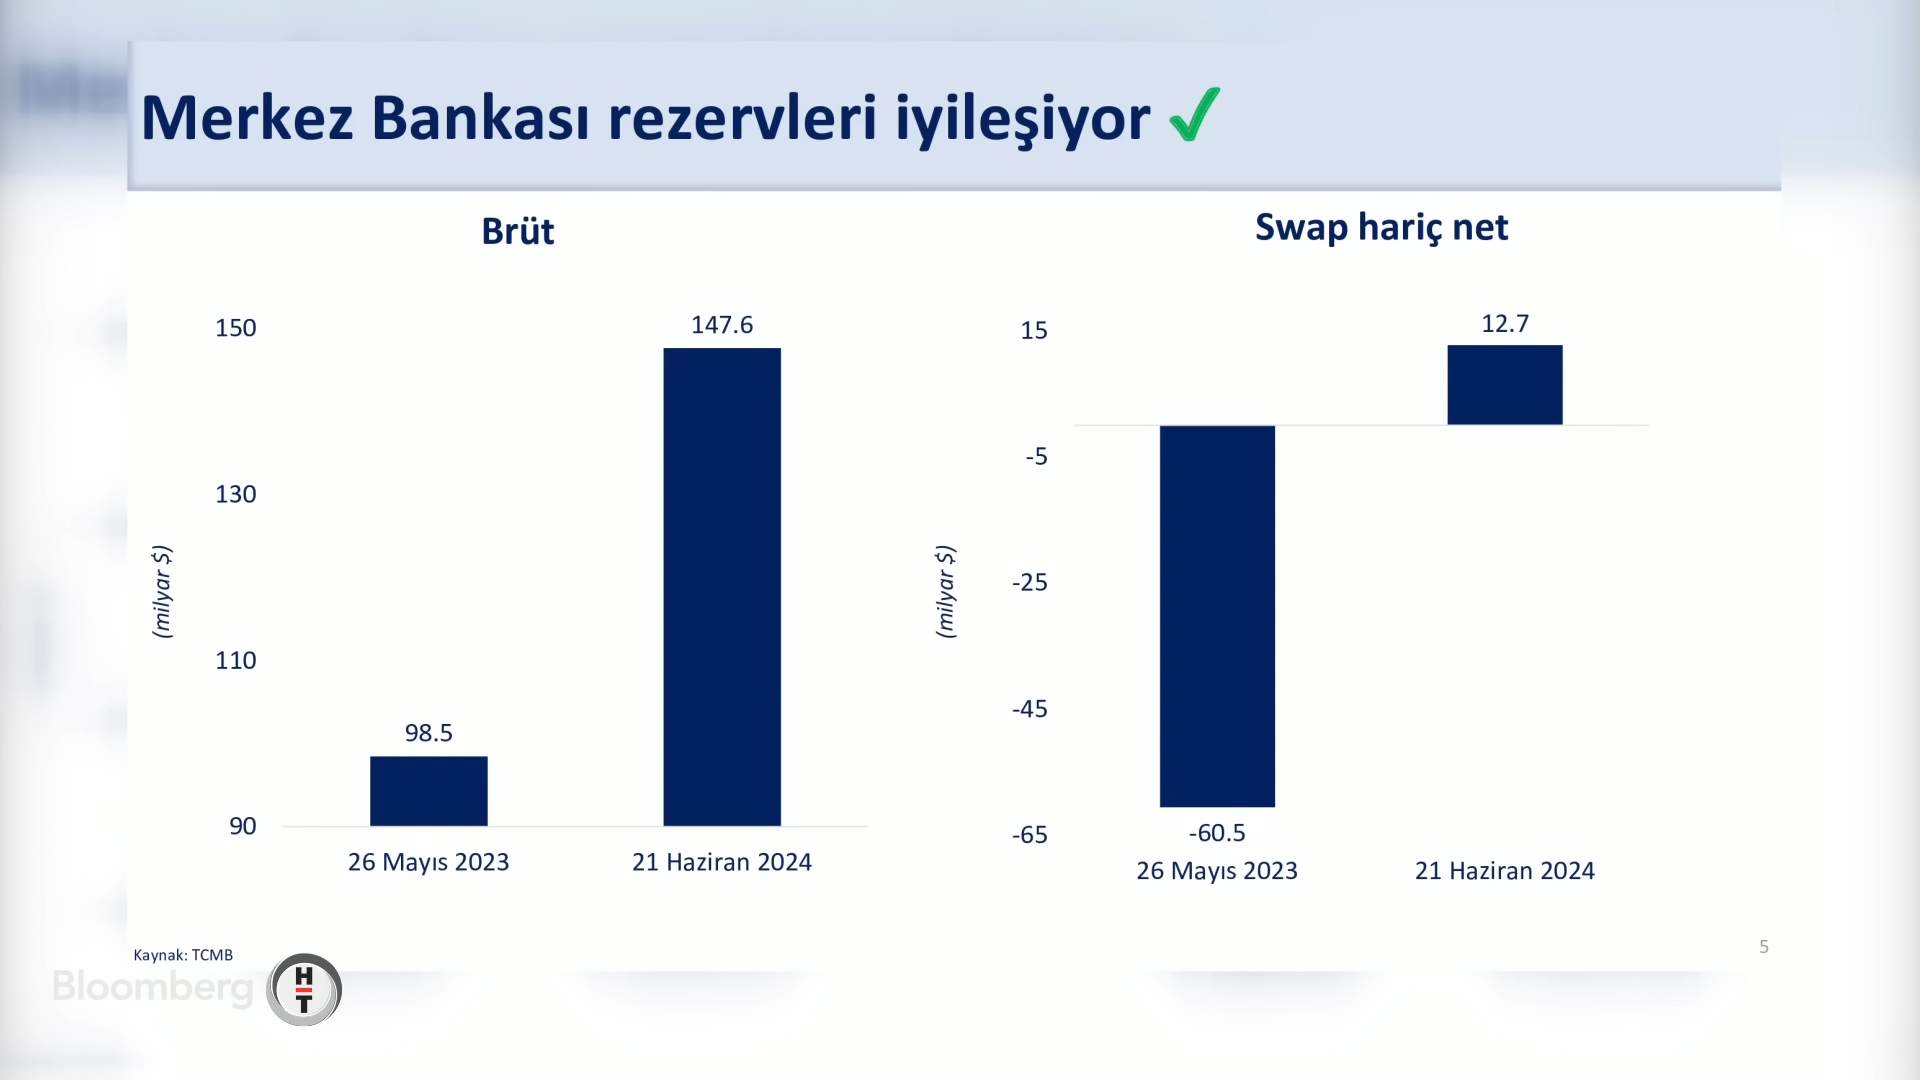 Merkez Bankası rezervleri iyileşiyor
Brüt
150
130
110
90
(milyar $)
98.5
147.6
26 Mayıs 2023
21 Haziran 2024
Swap hariç net
15
-5
-25
-45
-65
(milyar $)
-60.5
12.7
26 Mayıs 2023
21 Haziran 2024
Kaynak: TCMB
5
Bloomberg HT